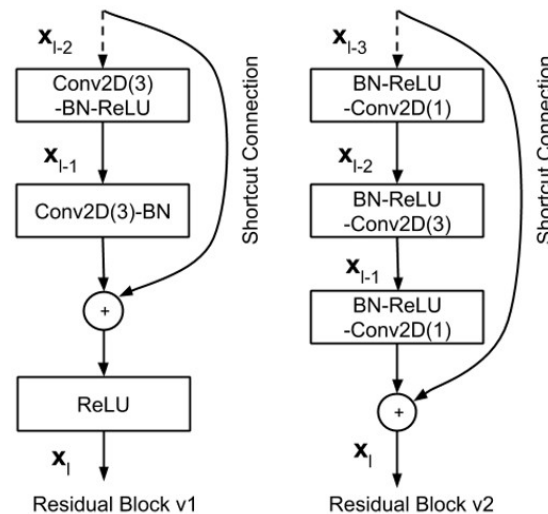 x_{l-2}
Conv2D(3)
-BN-ReLU
x_{l-1}
Conv2D(3)-BN
+
ReLU
x_l
Shortcut Connection
Residual Block v1
x_{l-3}
BN-ReLU
-Conv2D(1)
x_{l-2}
BN-ReLU
-Conv2D(3)
x_{l-1}
BN-ReLU
-Conv2D(1)
+
x_l
Shortcut Connection
Residual Block v2